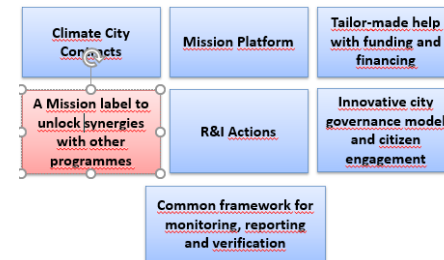 Climate City
Contracts
Mission Platform
Tailor-made help
with funding and
financing
A Mission label to
unlock synergies
with other
programmes
R&I Actions
Innovative city
governance model
and citizen
engagement
Common framework for
monitoring, reporting
and verification